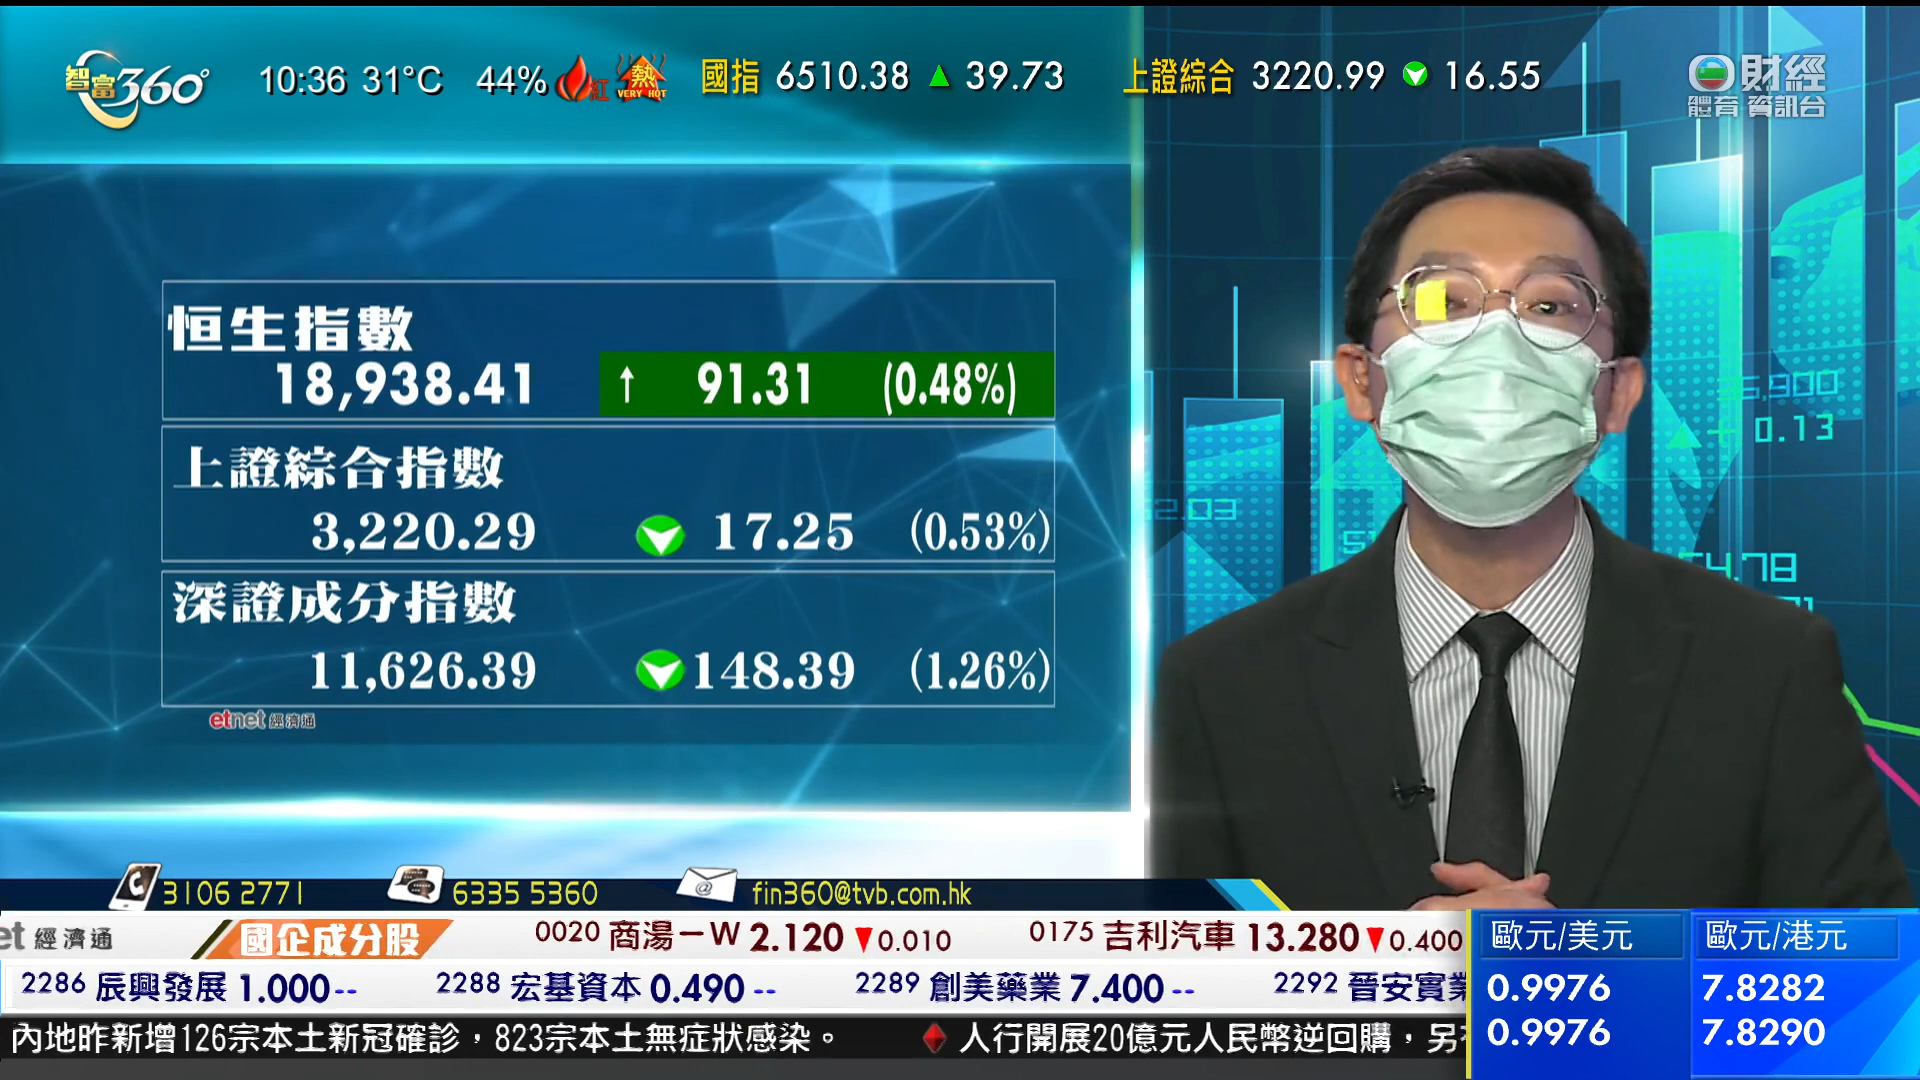 智富360°
10:36 31°C 44% 紅 熱 VERY HOT 國指 6510.38 ▲ 39.73 上證綜合 3220.99 16.55
財經
體育 資訊台
恒生指數
18,938.41 ↑ 91.31 (0.48%)
上證綜合指數
3,220.29 17.25 (0.53%)
深證成分指數
11,626.39 148.39 (1.26%)
etnet 經濟通
35,900
0.13
2.03
54.78
3106 2771 6335 5360 fin360@tvb.com.hk
et 經濟通 國企成分股 0020 商湯－W 2.120 ▼0.010 0175 吉利汽車 13.280 ▼0.400
2286 辰興發展 1.000 -- 2288 宏基資本 0.490 -- 2289 創美藥業 7.400 -- 2292 晉安實業
內地昨新增126宗本土新冠確診，823宗本土無症狀感染。 人行開展20億元人民幣逆回購，另
歐元/美元 歐元/港元
0.9976 7.8282
0.9976 7.8290